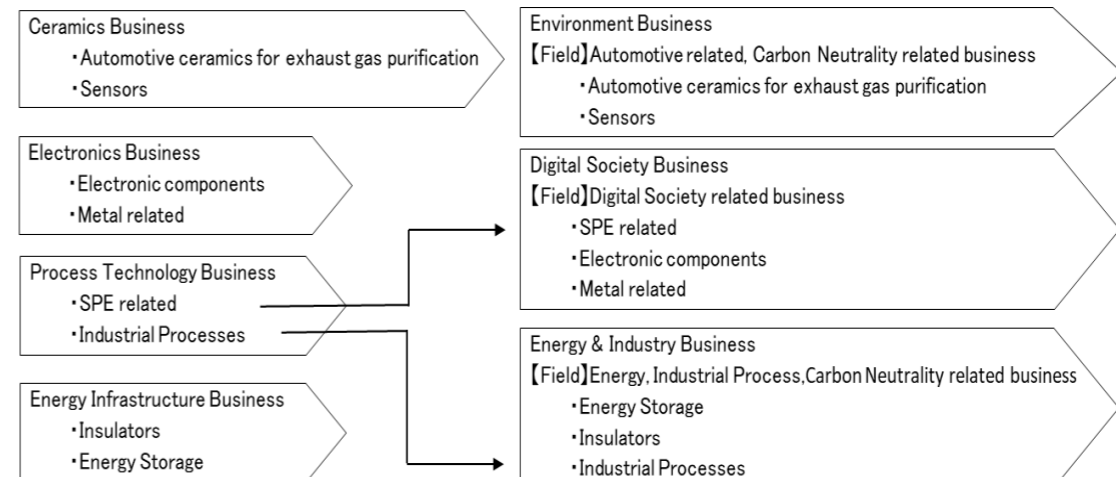 Ceramics Business
・Automotive ceramics for exhaust gas purification
・Sensors
Electronics Business
・Electronic components
・Metal related
Process Technology Business
・SPE related
・Industrial Processes
Energy Infrastructure Business
・Insulators
・Energy Storage
Environment Business
【Field】Automotive related, Carbon Neutrality related business
・Automotive ceramics for exhaust gas purification
・Sensors
Digital Society Business
【Field】Digital Society related business
・SPE related
・Electronic components
・Metal related
Energy & Industry Business
【Field】Energy, Industrial Process,Carbon Neutrality related business
・Energy Storage
・Insulators
・Industrial Processes